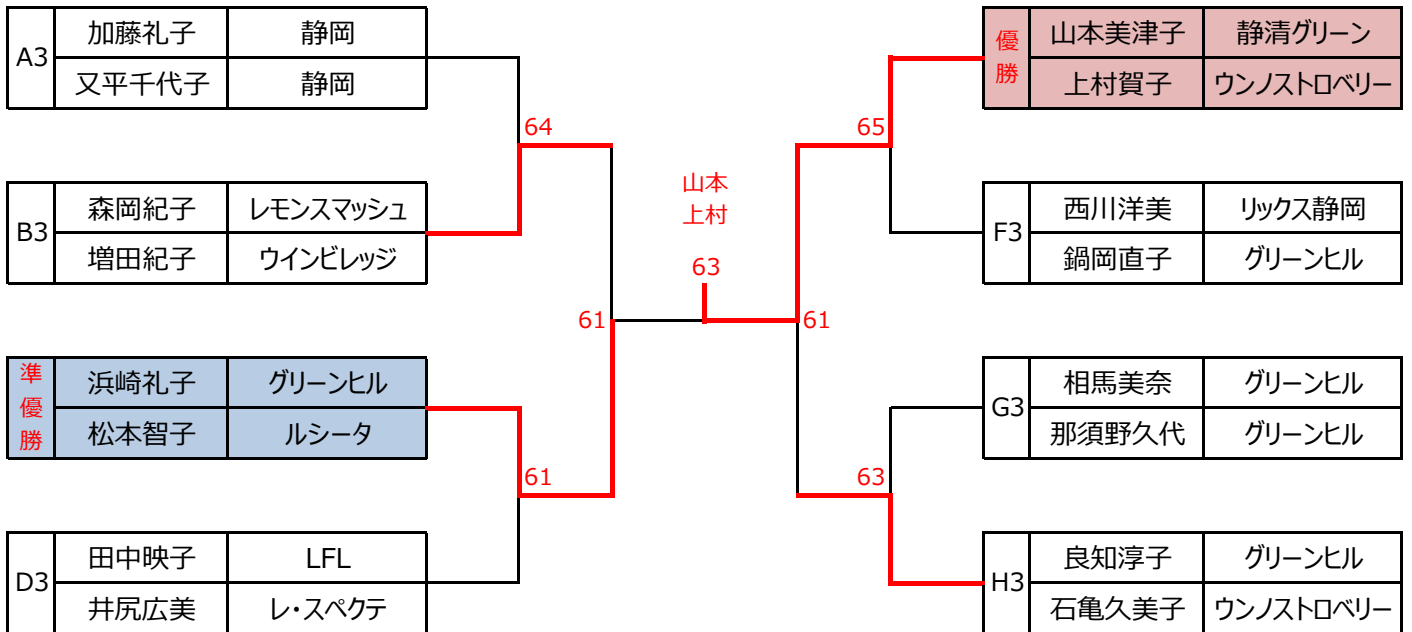 A3
加藤礼子 静岡
又平千代子 静岡
B3
森岡紀子 レモンスマッシュ
増田紀子 ウインビレッジ
準優勝
浜崎礼子 グリーンヒル
松本智子 ルシータ
D3
田中映子 LFL
井尻広美 レ・スペクテ
64
61
61
山本
上村
63
65
61
63
優勝
山本美津子 静清グリーン
上村賀子 ウンノストロベリー
F3
西川洋美 リックス静岡
鍋岡直子 グリーンヒル
G3
相馬美奈 グリーンヒル
那須野久代 グリーンヒル
H3
良知淳子 グリーンヒル
石亀久美子 ウンノストロベリー